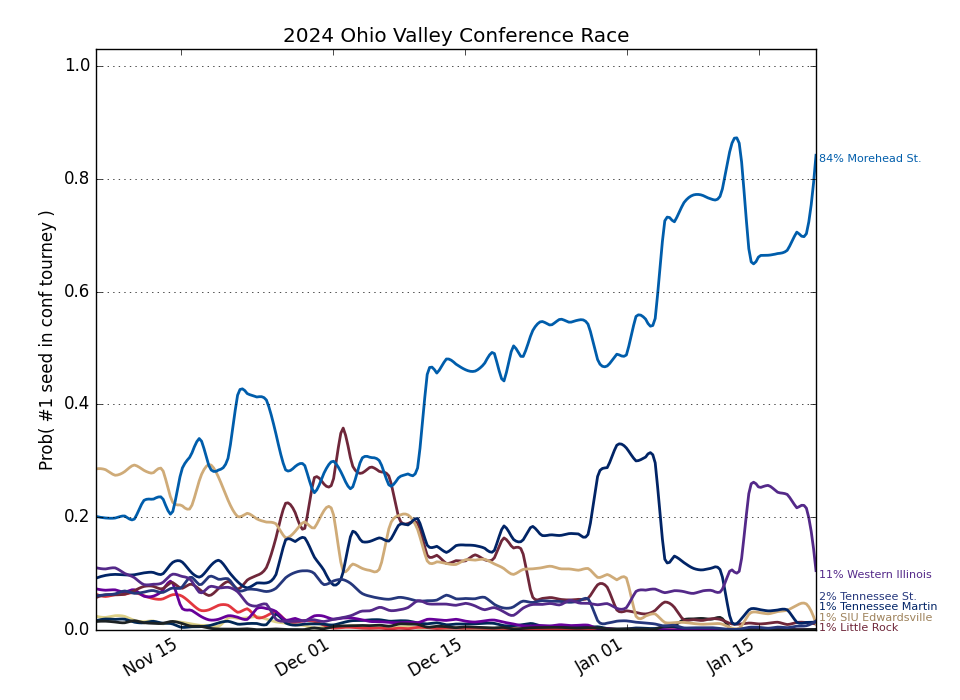 2024 Ohio Valley Conference Race
Prob( #1 seed in conf tourney )
1.0
0.8
0.6
0.4
0.2
0.0
84% Morehead St.
11% Western Illinois
2% Tennessee St.
1% Tennessee Martin
1% SIU Edwardsville
1% Little Rock
Nov 15
Dec 01
Dec 15
Jan 01
Jan 15